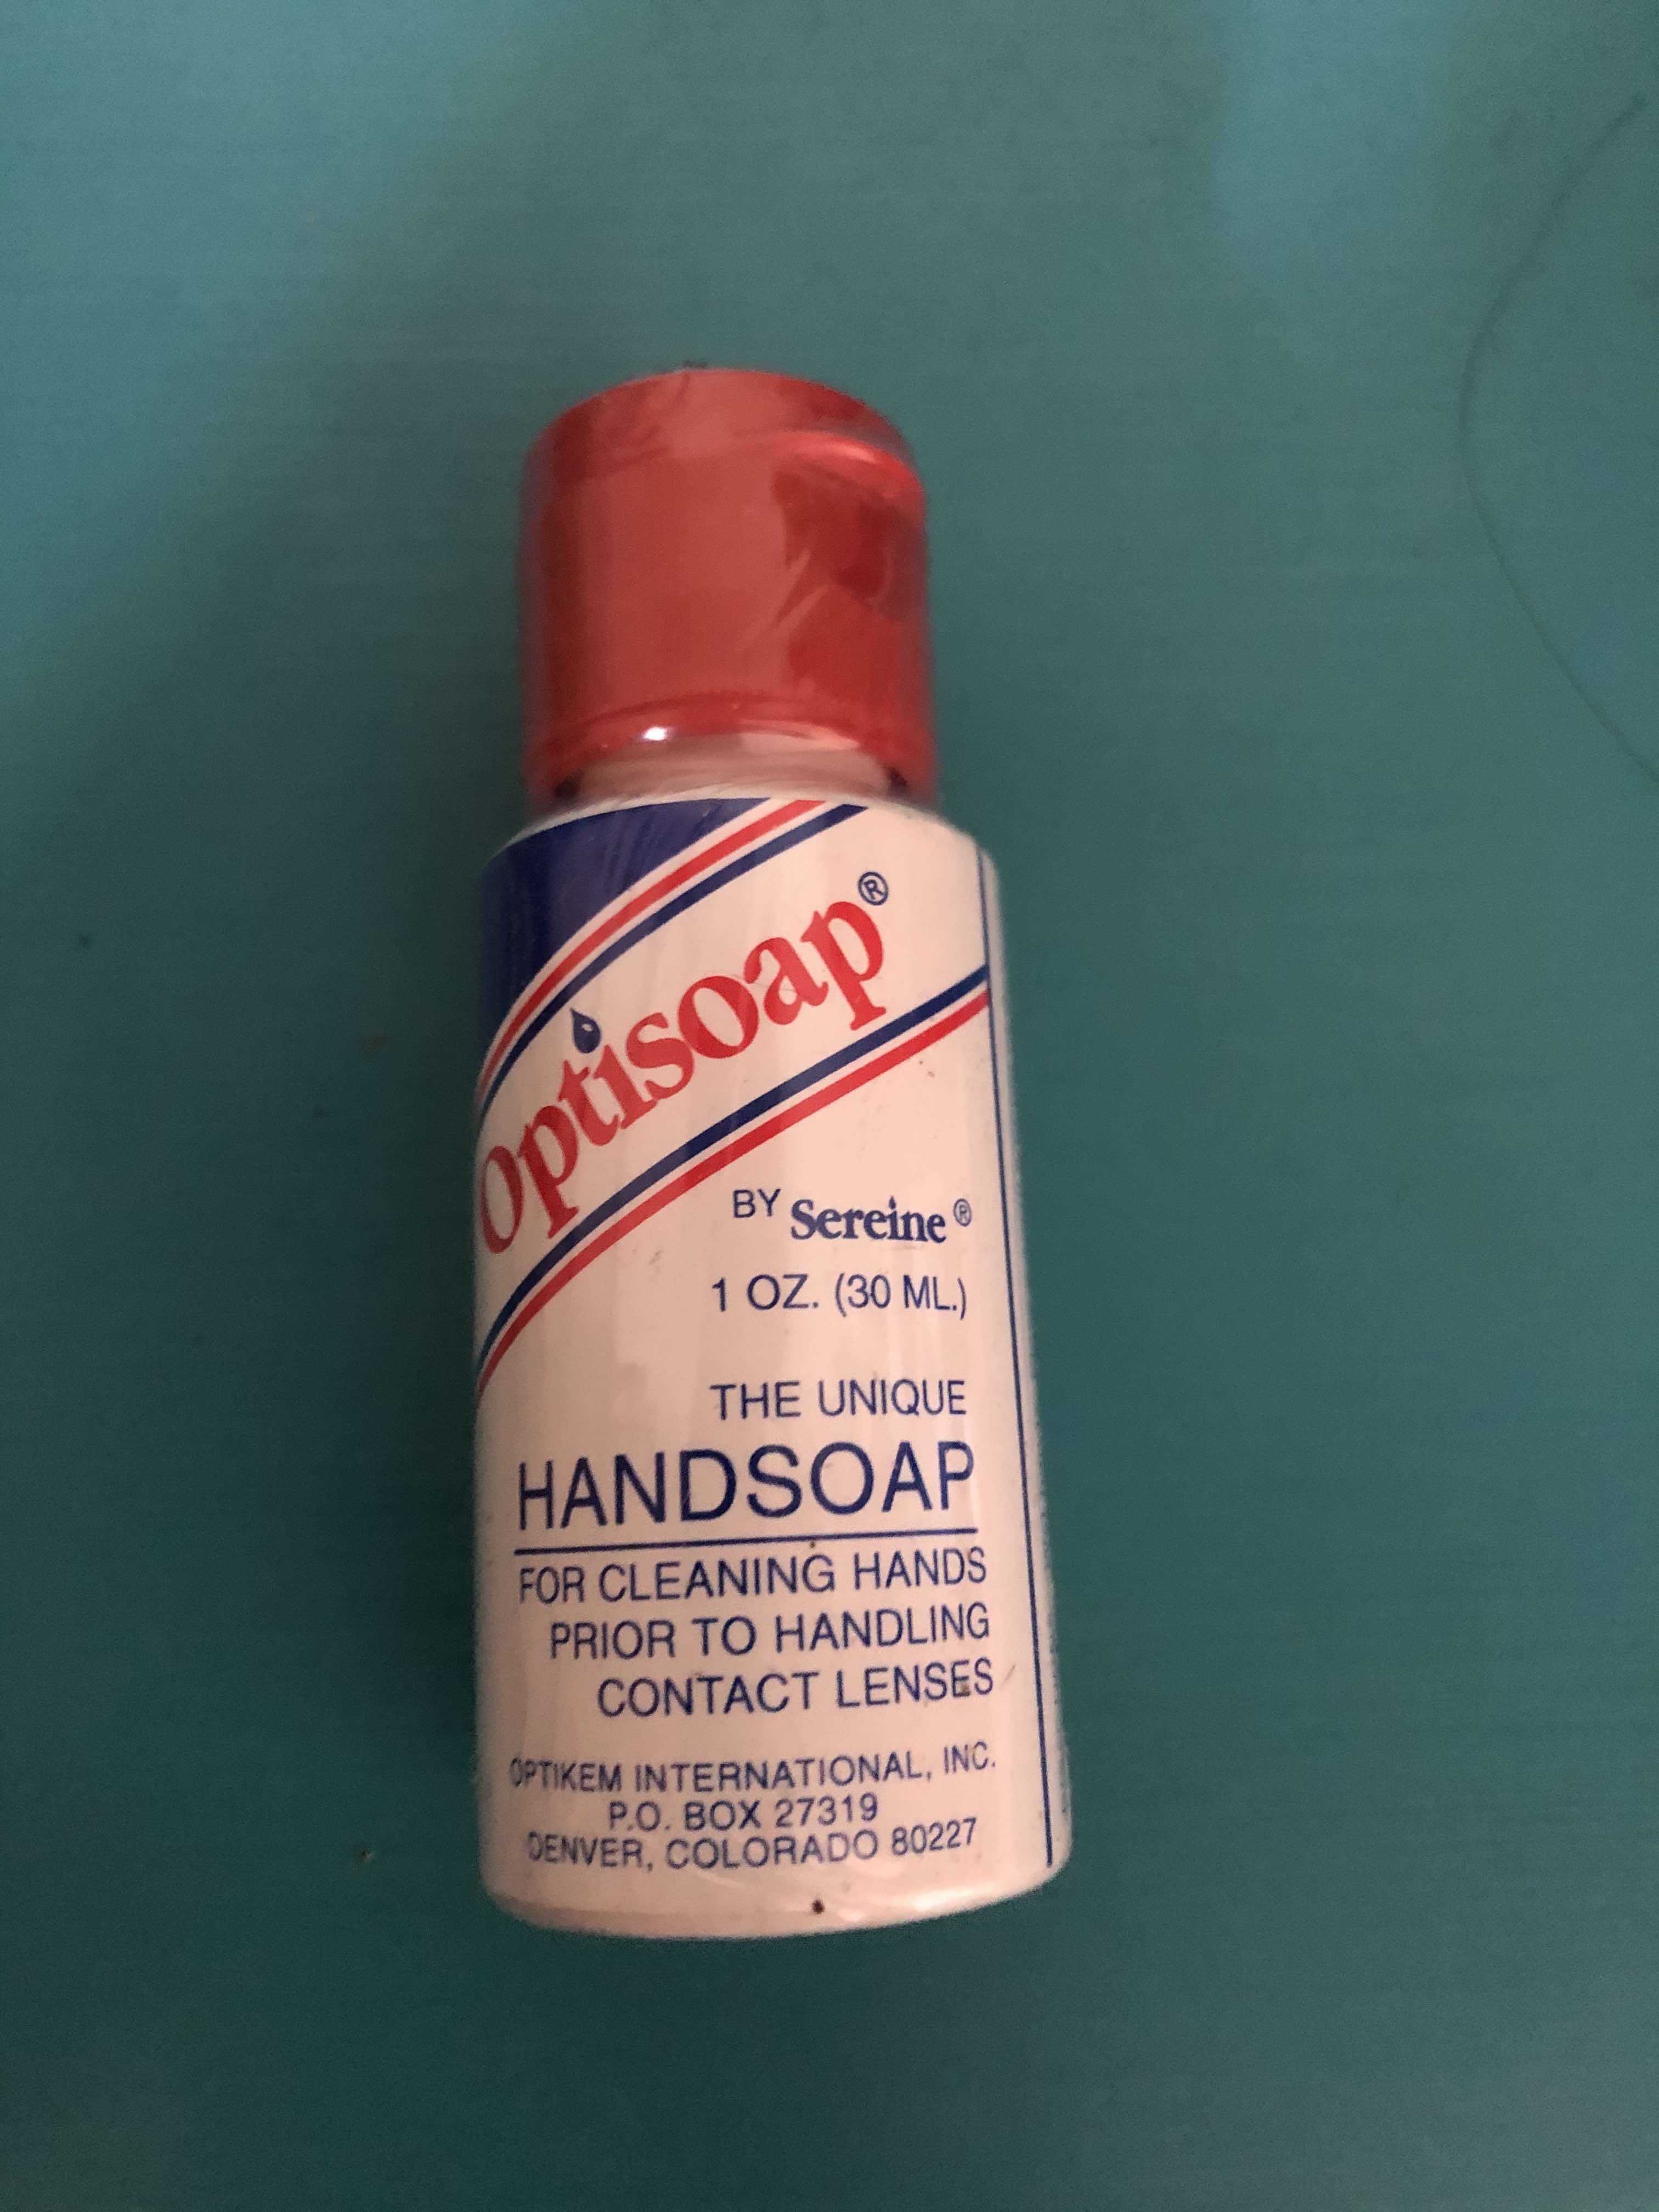 Optisoap®
BY Sereine®
1 OZ. (30 ML.)
THE UNIQUE
HANDSOAP
FOR CLEANING HANDS
PRIOR TO HANDLING
CONTACT LENSES
OPTIKEM INTERNATIONAL, INC.
P.O. BOX 27319
DENVER, COLORADO 80227